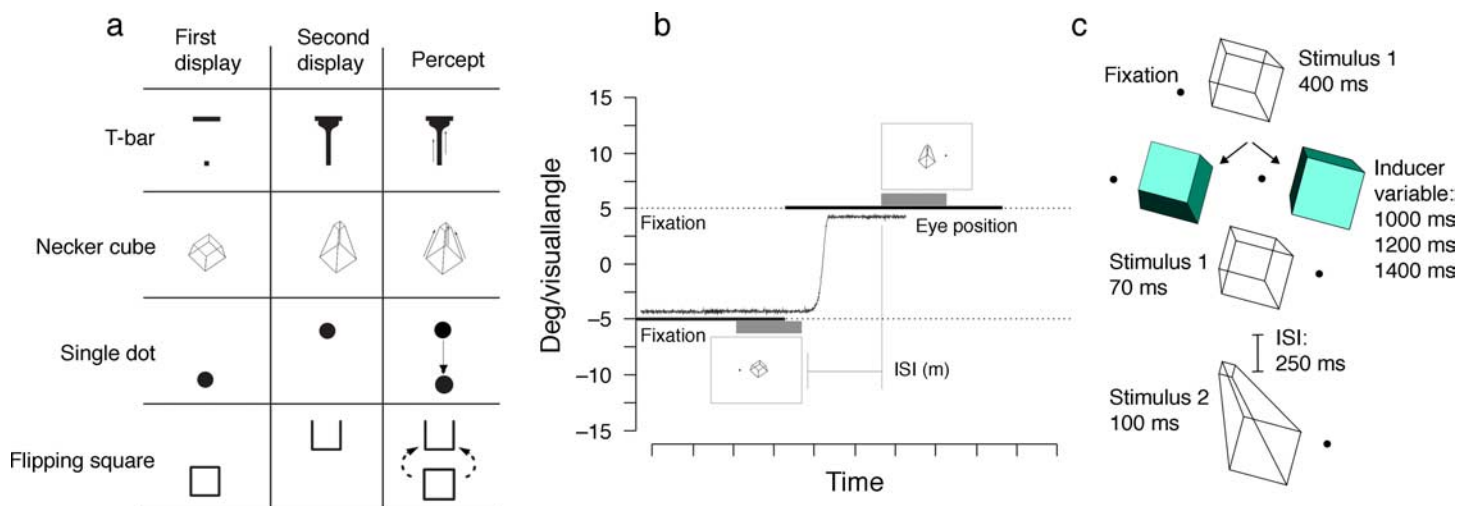 a
First
display
Second
display
Percept
T-bar
Necker cube
Single dot
Flipping square
b
Deg/visuallangle
15
10
5
0
−5
−10
−15
Fixation
Eye position
Fixation
ISI (m)
Time
c
Fixation
Stimulus 1
400 ms
Inducer
variable:
1000 ms
1200 ms
1400 ms
Stimulus 1
70 ms
ISI:
250 ms
Stimulus 2
100 ms